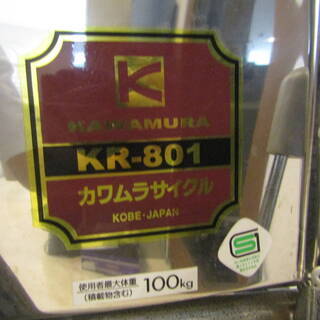 K
KAWAMURA
KR-801
カワムラサイクル
KOBE-JAPAN
使用者最大体重
(積載物含む) 100kg
S